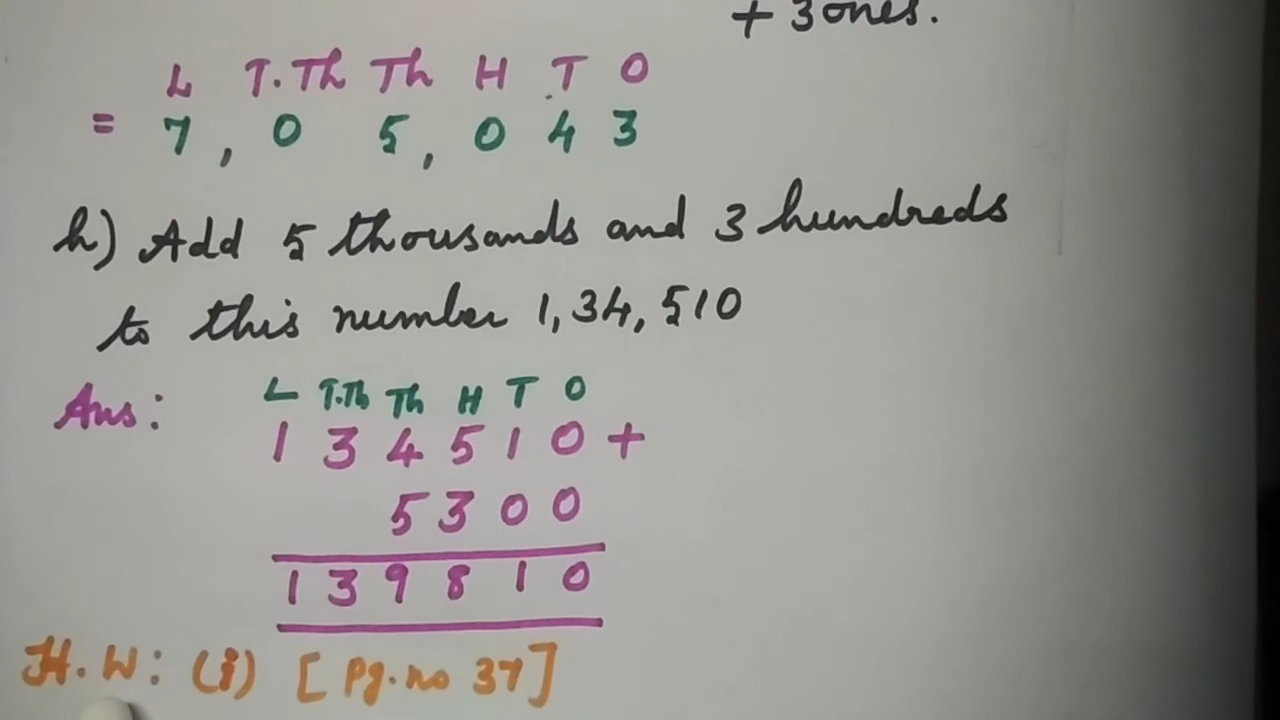 + 3 ones.
L T.Th Th H T O
= 7, 0 5, 0 4 3
h) Add 5 thousands and 3 hundreds
to this number 1,34,510
Ans: L T.Th Th H T O
1 3 4 5 1 0 +
5 3 0 0
1 3 9 8 1 0
H.W: (i) [Pg.no 37]